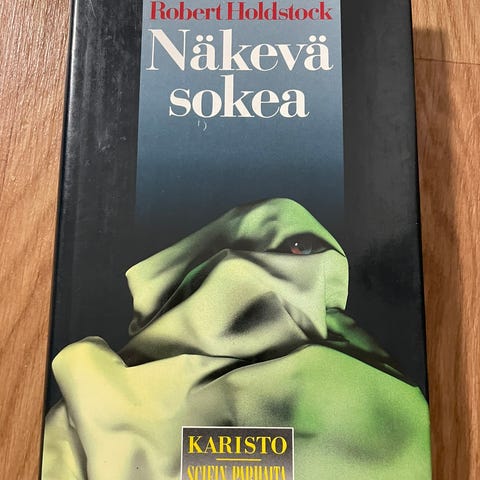 Robert Holdstock
Näkevä
sokea
KARISTO
SCIFIN PARHAITA